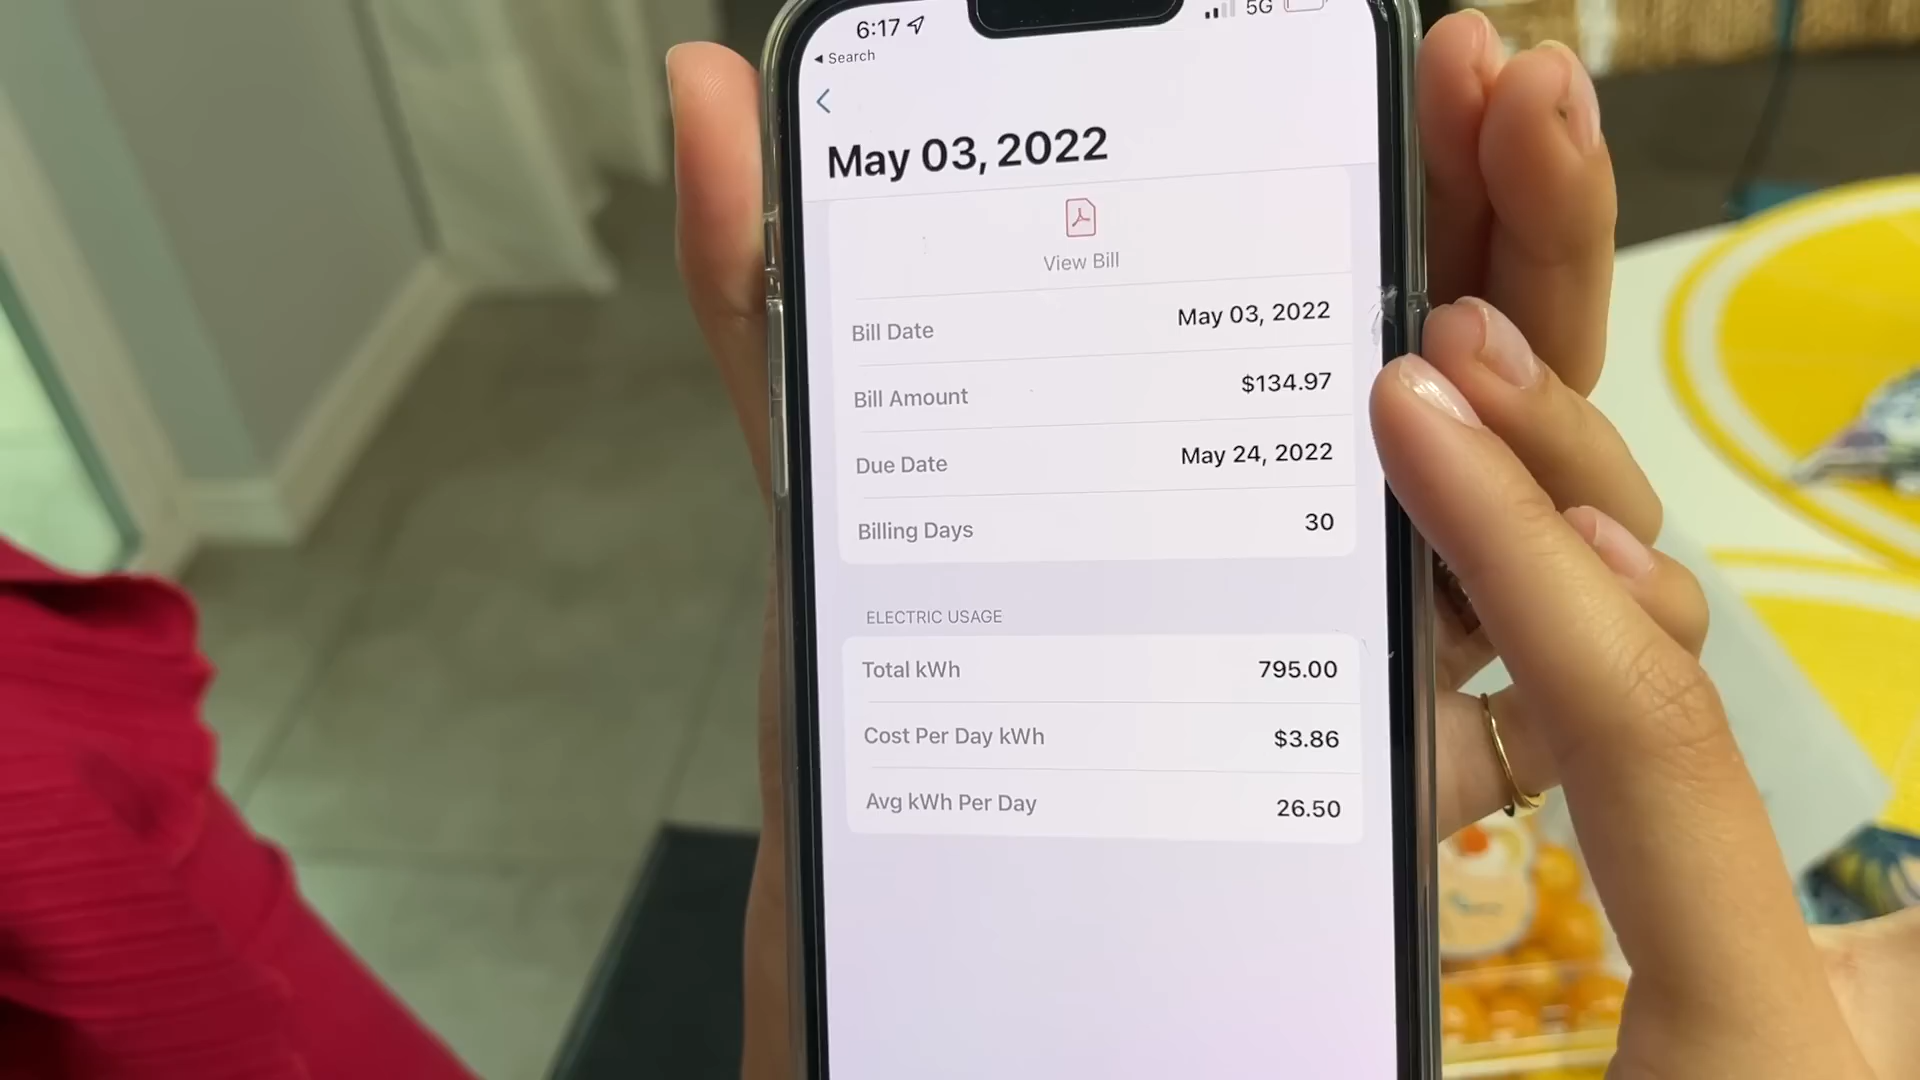 6:17
5G
◀ Search
May 03, 2022
View Bill
Bill Date May 03, 2022
Bill Amount $134.97
Due Date May 24, 2022
Billing Days 30
ELECTRIC USAGE
Total kWh 795.00
Cost Per Day kWh $3.86
Avg kWh Per Day 26.50